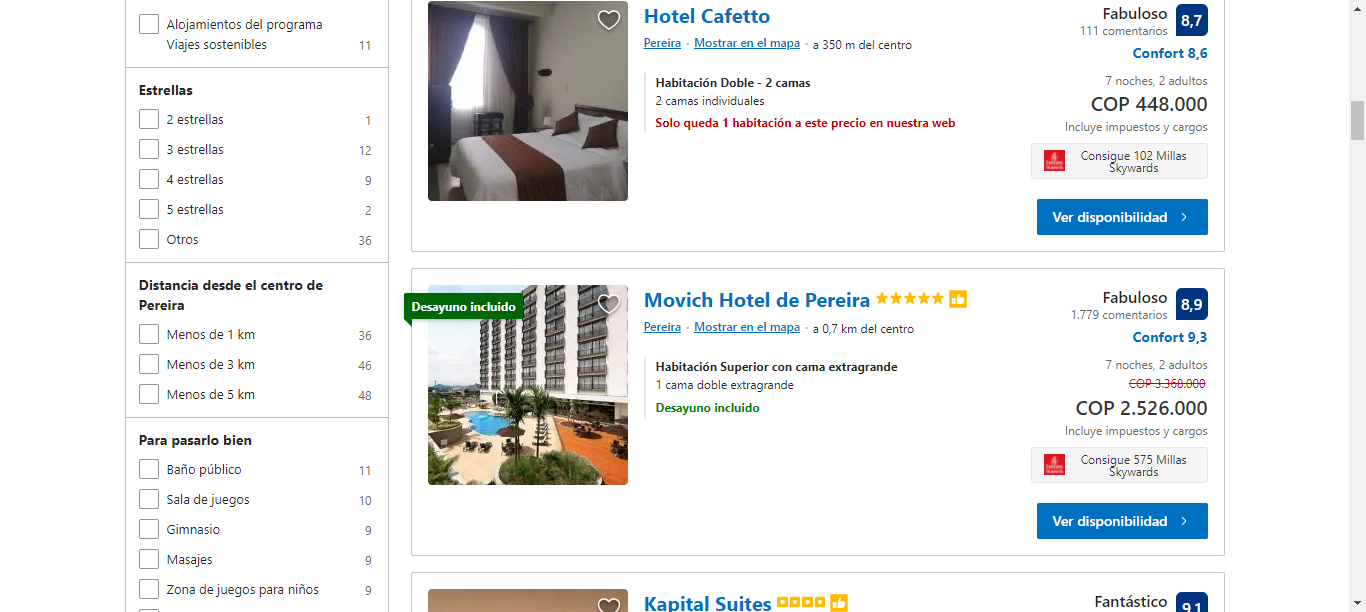 Alojamientos del programa
Viajes sostenibles
11
Estrellas
2 estrellas
1
3 estrellas
12
4 estrellas
9
5 estrellas
2
Otros
36
Distancia desde el centro de
Pereira
Menos de 1 km
36
Menos de 3 km
46
Menos de 5 km
48
Para pasarlo bien
Baño público
11
Sala de juegos
10
Gimnasio
9
Masajes
9
Zona de juegos para niños
9
Hotel Cafetto
Pereira - Mostrar en el mapa - a 350 m del centro
Habitación Doble - 2 camas
2 camas individuales
Solo queda 1 habitación a este precio en nuestra web
Fabuloso
111 comentarios
8,7
Confort 8,6
7 noches, 2 adultos
COP 448.000
Incluye impuestos y cargos
Consigue 102 Millas
Skywards
Ver disponibilidad
Desayuno incluido
Movich Hotel de Pereira
Pereira - Mostrar en el mapa - a 0,7 km del centro
Habitación Superior con cama extragrande
1 cama doble extragrande
Desayuno incluido
Fabuloso
1.779 comentarios
8,9
Confort 9,3
7 noches, 2 adultos
COP 3.368.000
COP 2.526.000
Incluye impuestos y cargos
Consigue 575 Millas
Skywards
Ver disponibilidad
Kapital Suites
Fantástico
9,1